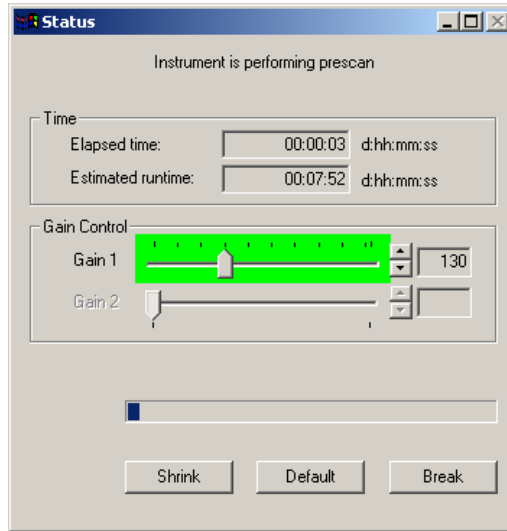 Status
Instrument is performing prescan
Time
Elapsed time: 00:00:03 d:hh:mm:ss
Estimated runtime: 00:07:52 d:hh:mm:ss
Gain Control
Gain 1 130
Gain 2
Shrink Default Break